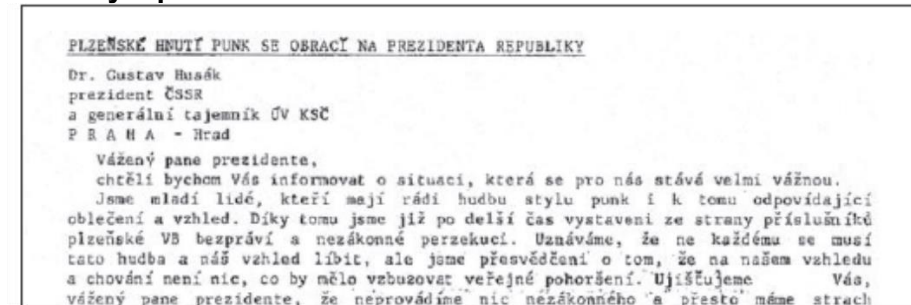 PLZEŇSKÉ HNUTÍ PUNK SE OBRACÍ NA PREZIDENTA REPUBLIKY
Dr. Gustav Husák
prezident ČSSR
a generální tajemník ÚV KSČ
P R A H A - Hrad
Vážený pane prezidente,
chtěli bychom Vás informovat o situaci, která se pro nás stává velmi vážnou.
Jsme mladí lidé, kteří mají rádi hudbu stylu punk i k tomu odpovídající
oblečení a vzhled. Díky tomu jsme již po delší čas vystaveni ze strany příslušníků
plzeňské VB bezpráví a nezákonné perzekuci. Uznáváme, že ne každému se musí
tato hudba a náš vzhled líbit, ale jsme přesvědčeni o tom, že na našem vzhledu
a chování není nic, co by mělo vzbuzovat veřejné pohoršení. Ujišťujeme Vás,
vážený pane prezidente, že neprovádíme nic nezákonného a přesto máme strach